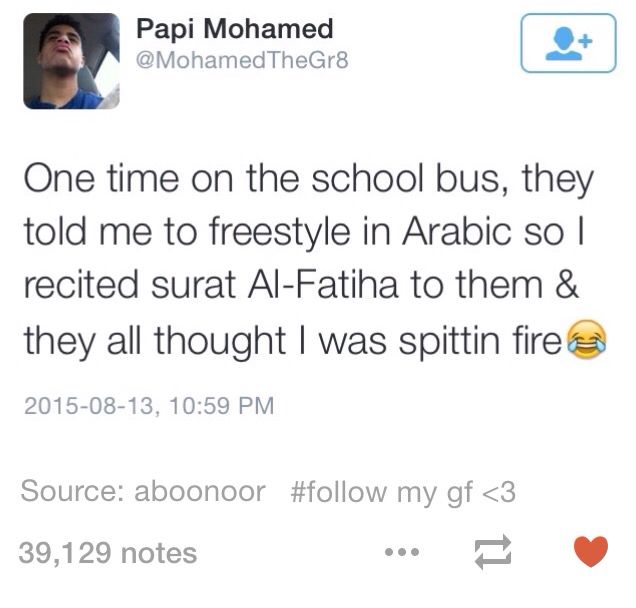 Papi Mohamed
@MohamedTheGr8
One time on the school bus, they
told me to freestyle in Arabic so I
recited surat Al-Fatiha to them &
they all thought I was spittin fire😂
2015-08-13, 10:59 PM
Source: aboonoor #follow my gf <3
39,129 notes